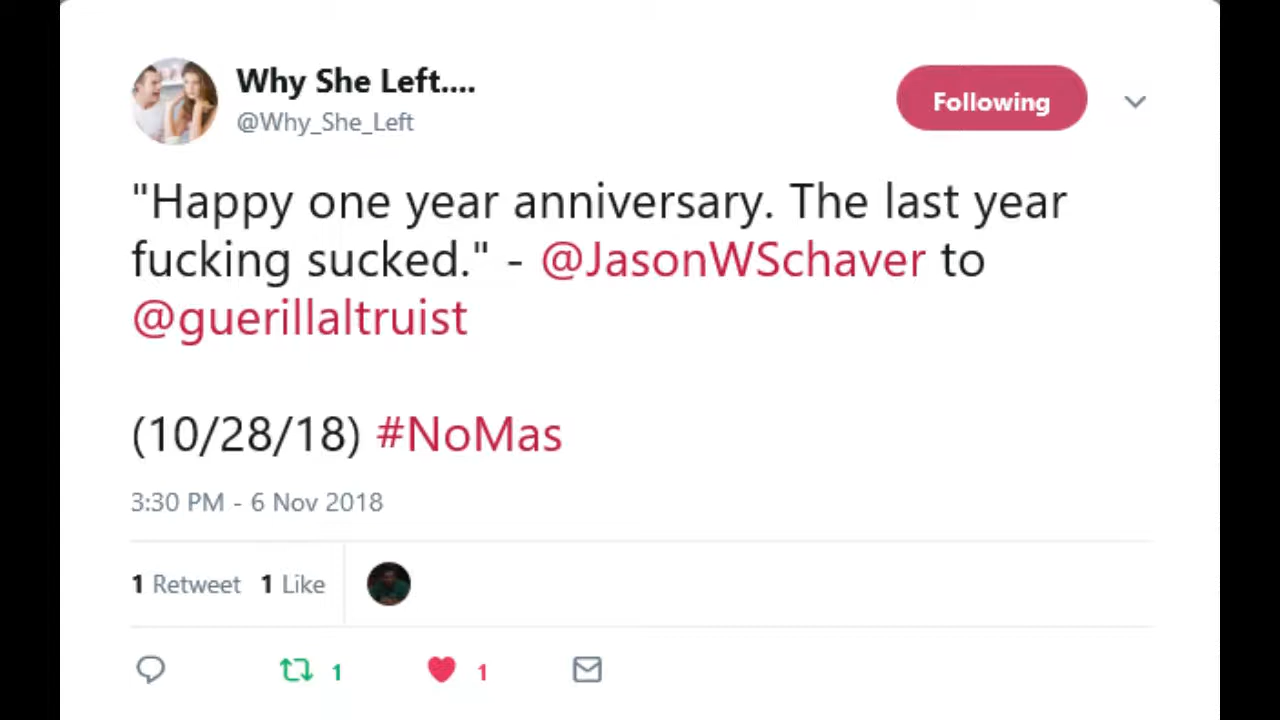 Why She Left....
@Why_She_Left
Following
"Happy one year anniversary. The last year
fucking sucked." - @JasonWSchaver to
@guerillaltruist
(10/28/18) #NoMas
3:30 PM - 6 Nov 2018
1 Retweet 1 Like
1 1